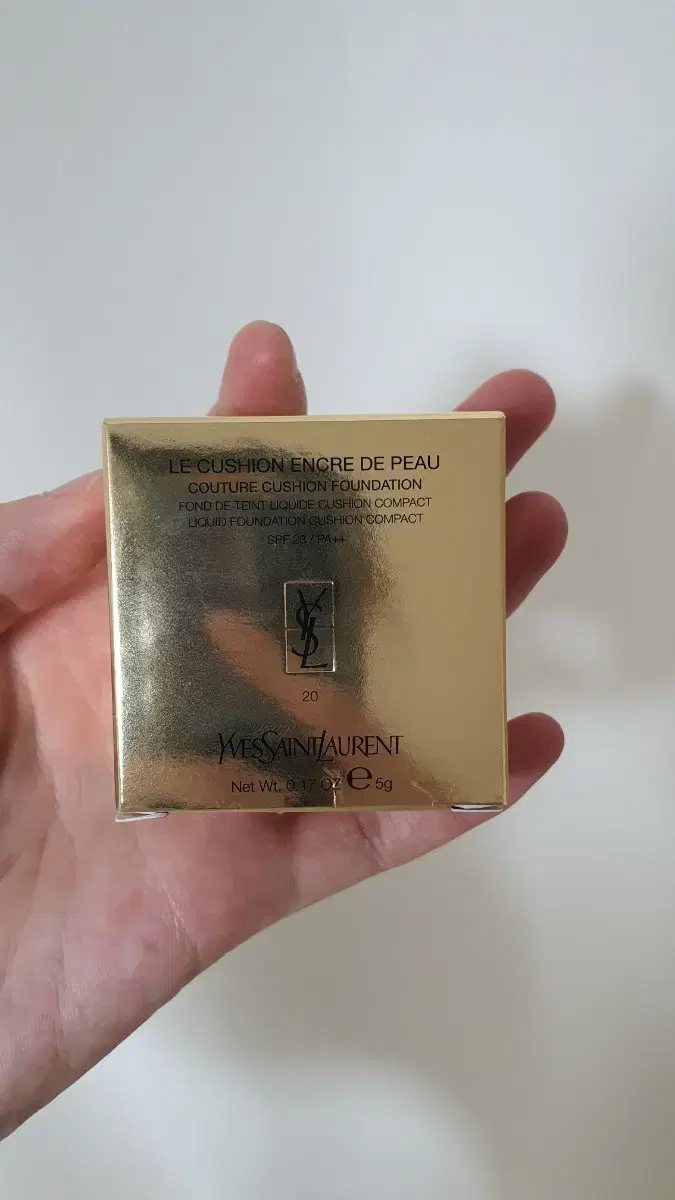 LE CUSHION ENCRE DE PEAU
COUTURE CUSHION FOUNDATION
FOND DE TEINT LIQUIDE CUSHION COMPACT
LIQUID FOUNDATION CUSHION COMPACT
SPF 23 / PA++
YSL
20
YVESSAINTLAURENT
Net Wt. 0.17 OZ e 5g